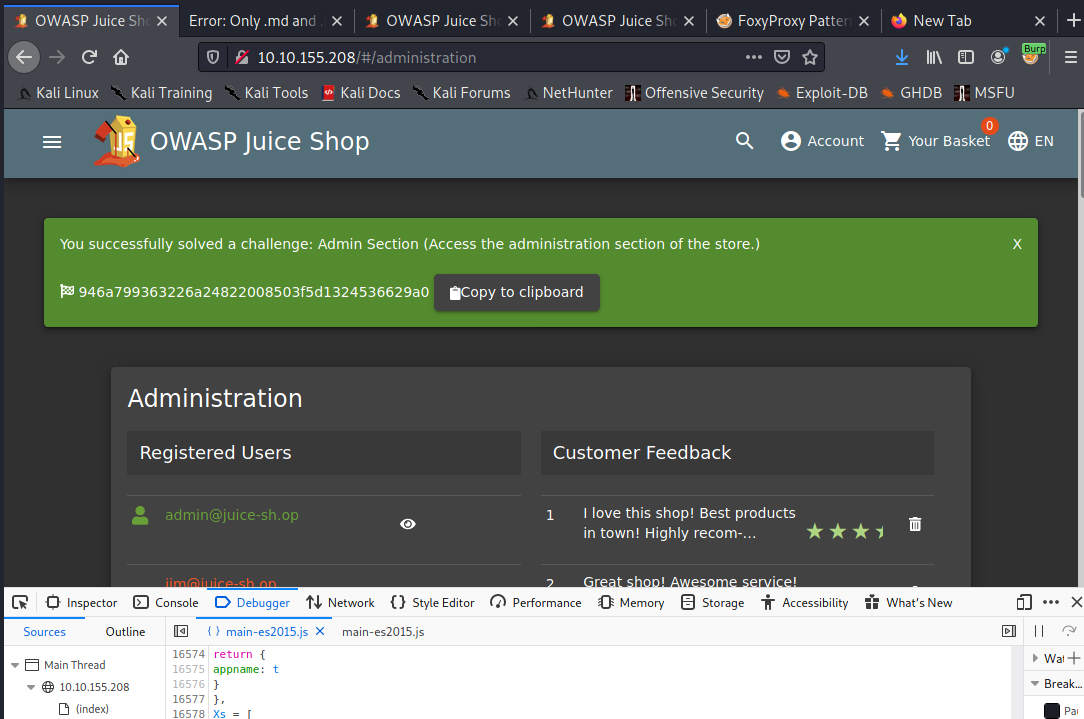 OWASP Juice Sho
Error: Only .md and .
OWASP Juice Sh
OWASP Juice Sh
FoxyProxy Patter
New Tab
10.10.155.208/#/administration
Burp
Kali Linux
Kali Training
Kali Tools
Kali Docs
Kali Forums
NetHunter
Offensive Security
Exploit-DB
GHDB
MSFU
OWASP Juice Shop
Account
0
Your Basket
EN
You successfully solved a challenge: Admin Section (Access the administration section of the store.)
X
946a799363226a24822008503f5d1324536629a0
Copy to clipboard
Administration
Registered Users
Customer Feedback
admin@juice-sh.op
1
I love this shop! Best products
in town! Highly recom-...
jim@juice-sh.op
2
Great shop! Awesome service!
Inspector
Console
Debugger
Network
Style Editor
Performance
Memory
Storage
Accessibility
What's New
Sources
Outline
main-es2015.js
main-es2015.js
Main Thread
10.10.155.208
(index)
16574 return {
16575 appname: t
16576 }
16577 },
16578 Xs = [
Wat
Break...
Pau